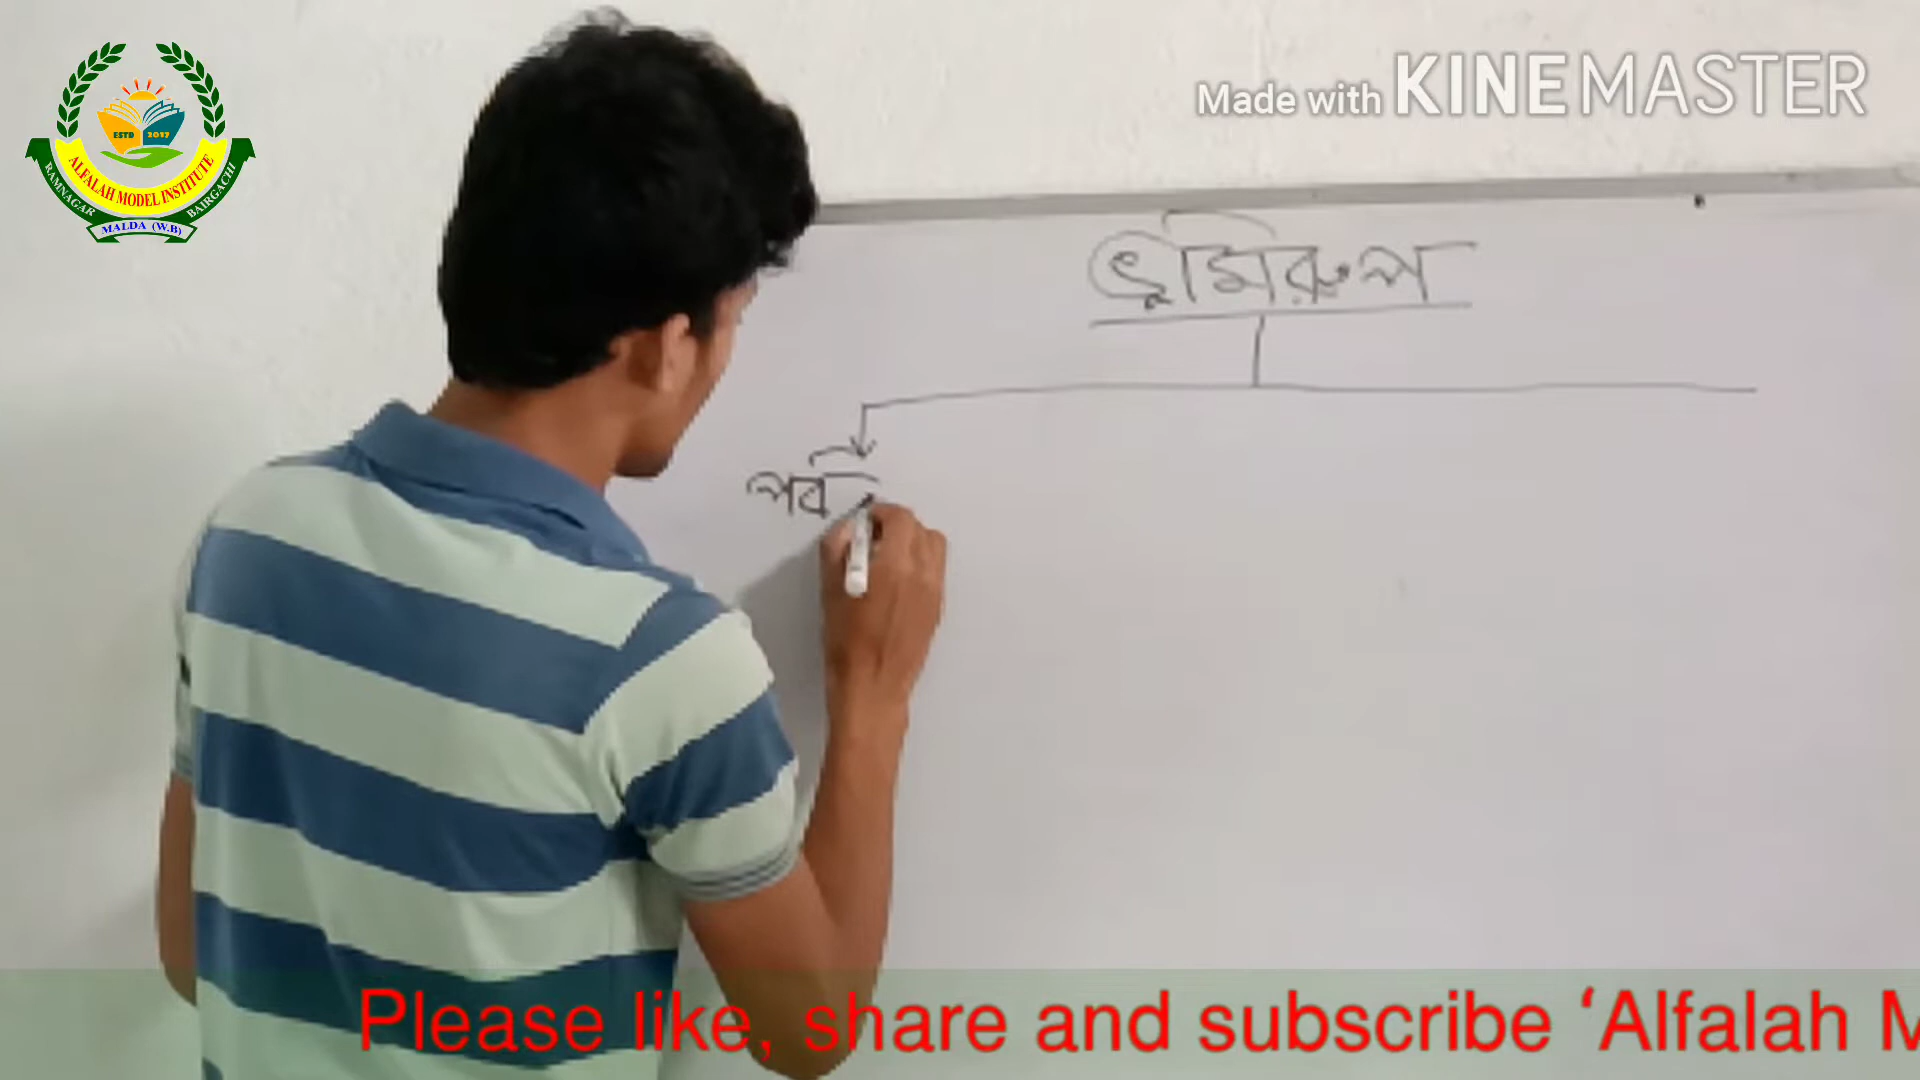 Made with KINEMASTER
ESTD 2017
ALFALAH MODEL INSTITUTE
RAMNAGAR BAIRGACHI
MALDA (W.B)
ভূমিরুপ
পর্ব
Please like, share and subscribe ‘Alfalah M